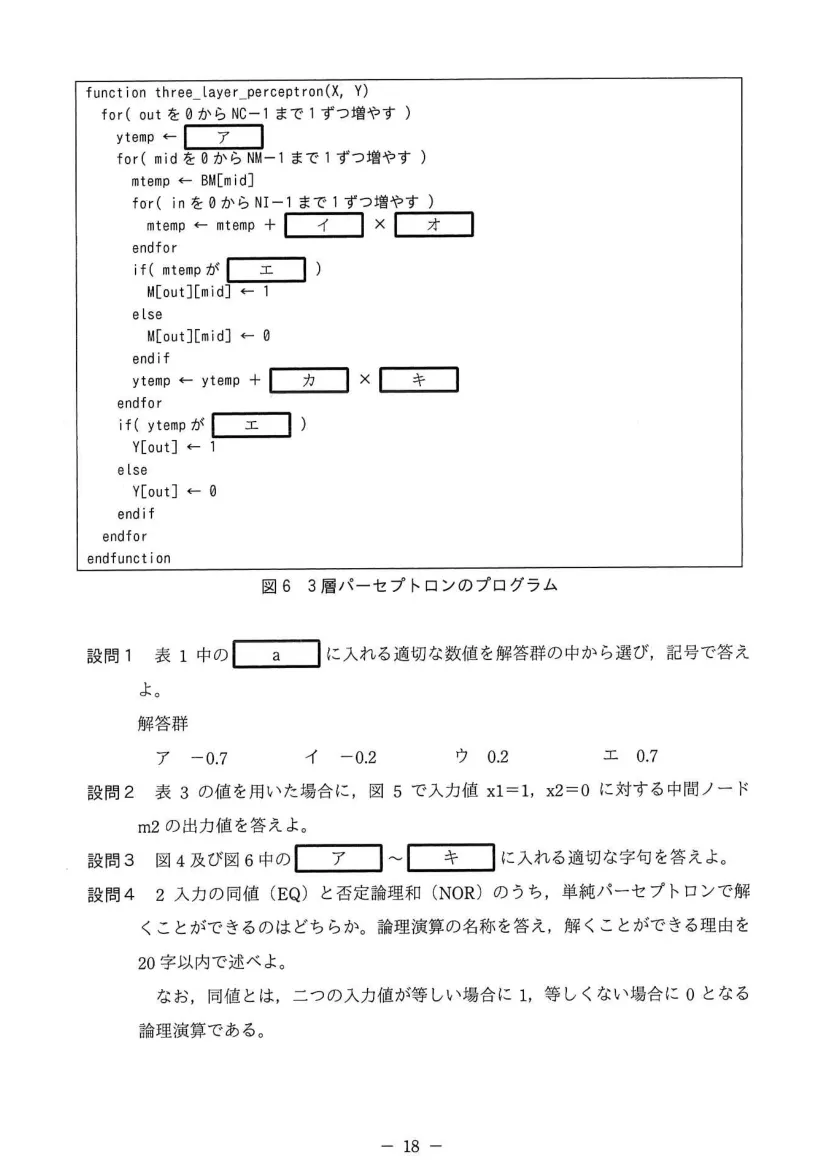 function three_layer_perceptron(X, Y)
for( out を 0 から NC-1 まで 1 ずつ増やす )
ytemp ← ア
for( mid を 0 から NM-1 まで 1 ずつ増やす )
mtemp ← BM[mid]
for( in を 0 から NI-1 まで 1 ずつ増やす )
mtemp ← mtemp + イ × オ
endfor
if( mtemp が エ )
M[out][mid] ← 1
else
M[out][mid] ← 0
endif
ytemp ← ytemp + カ × キ
endfor
if( ytemp が エ )
Y[out] ← 1
else
Y[out] ← 0
endif
endfor
endfunction
図6 3層パーセプトロンのプログラム
設問1 表 1 中の a に入れる適切な数値を解答群の中から選び,記号で答え
よ。
解答群
ア -0.7 イ -0.2 ウ 0.2 エ 0.7
設問2 表 3 の値を用いた場合に,図 5 で入力値 x1=1,x2=0 に対する中間ノード
m2 の出力値を答えよ。
設問3 図4及び図6中の ア ~ キ に入れる適切な字句を答えよ。
設問4 2 入力の同値(EQ)と否定論理和(NOR)のうち,単純パーセプトロンで解
くことができるのはどちらか。論理演算の名称を答え,解くことができる理由を
20 字以内で述べよ。
なお,同値とは,二つの入力値が等しい場合に 1,等しくない場合に 0 となる
論理演算である。
- 18 -